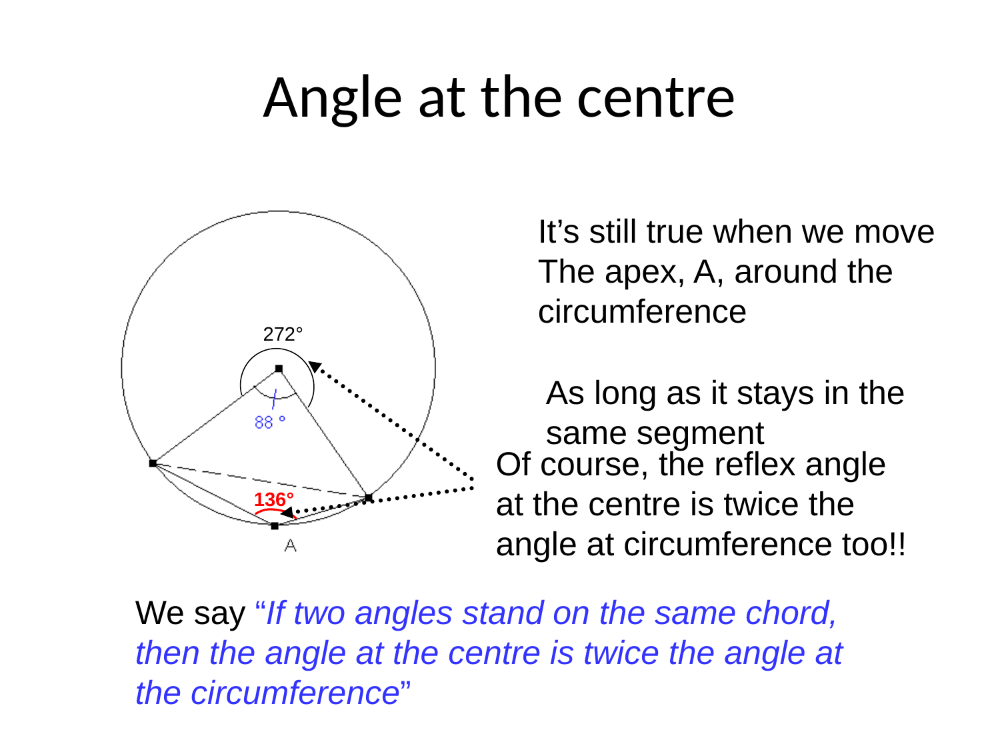 Angle at the centre
It’s still true when we move
The apex, A, around the
circumference
272°
As long as it stays in the
same segment
88 °
Of course, the reflex angle
at the centre is twice the
angle at circumference too!!
136°
A
We say “If two angles stand on the same chord,
then the angle at the centre is twice the angle at
the circumference”